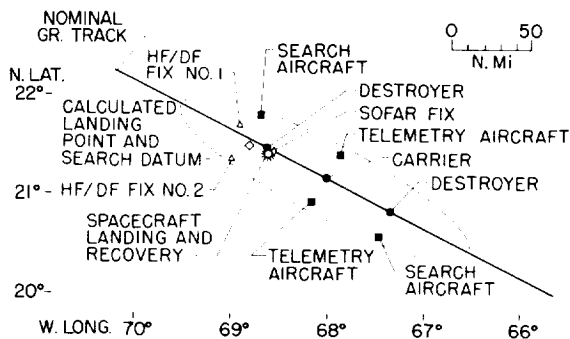 NOMINAL
GR. TRACK
HF/DF
FIX NO. 1
SEARCH
AIRCRAFT
0 50
N. Mi
N. LAT.
22°
CALCULATED
LANDING
POINT AND
SEARCH DATUM
DESTROYER
SOFAR FIX
TELEMETRY AIRCRAFT
CARRIER
DESTROYER
21°
HF/DF FIX NO. 2
SPACECRAFT
LANDING AND
RECOVERY
TELEMETRY
AIRCRAFT
SEARCH
AIRCRAFT
20°
W. LONG. 70° 69° 68° 67° 66°